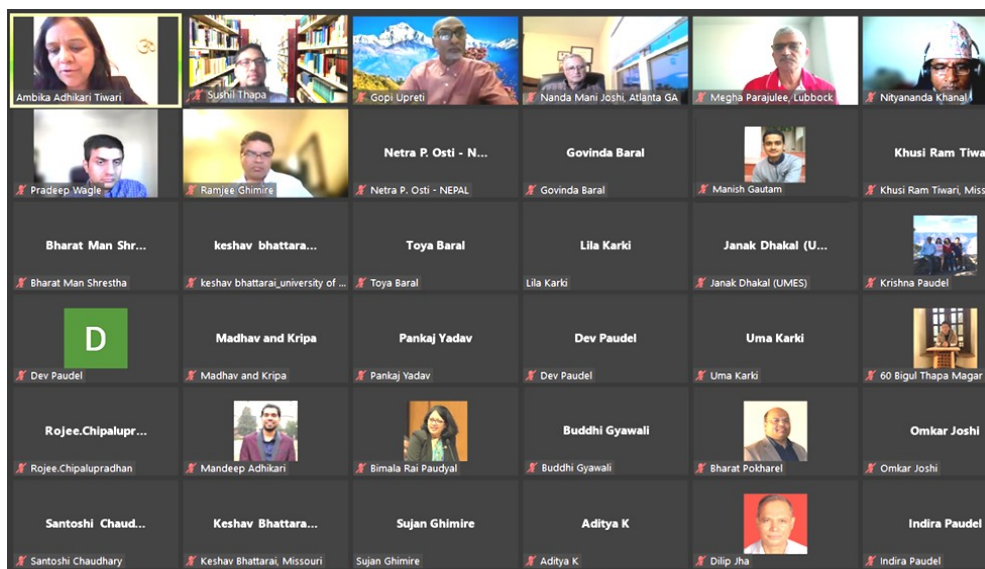 Ambika Adhikari Tiwari
Sushil Thapa
Gopi Upreti
Nanda Mani Joshi, Atlanta GA
Megha Parajulee, Lubbock
Nityananda Khanal
Pradeep Wagle
Ramjee Ghimire
Netra P. Osti - N...
Netra P. Osti - NEPAL
Govinda Baral
Govinda Baral
Manish Gautam
Khusi Ram Tiwa
Khusi Ram Tiwari, Miss
Bharat Man Shr...
Bharat Man Shrestha
keshav bhattara...
keshav bhattarai_university of ...
Toya Baral
Toya Baral
Lila Karki
Lila Karki
Janak Dhakal (U...
Janak Dhakal (UMES)
Krishna Paudel
D
Dev Paudel
Madhav and Kripa
Madhav and Kripa
Pankaj Yadav
Pankaj Yadav
Dev Paudel
Dev Paudel
Uma Karki
Uma Karki
60 Bigul Thapa Magar
Rojee.Chipalupr...
Rojee.Chipalupradhan
Mandeep Adhikari
Bimala Rai Paudyal
Buddhi Gyawali
Buddhi Gyawali
Bharat Pokharel
Omkar Joshi
Omkar Joshi
Santoshi Chaud...
Santoshi Chaudhary
Keshav Bhattara...
Keshav Bhattarai, Missouri
Sujan Ghimire
Sujan Ghimire
Aditya K
Aditya K
Dilip Jha
Indira Paudel
Indira Paudel